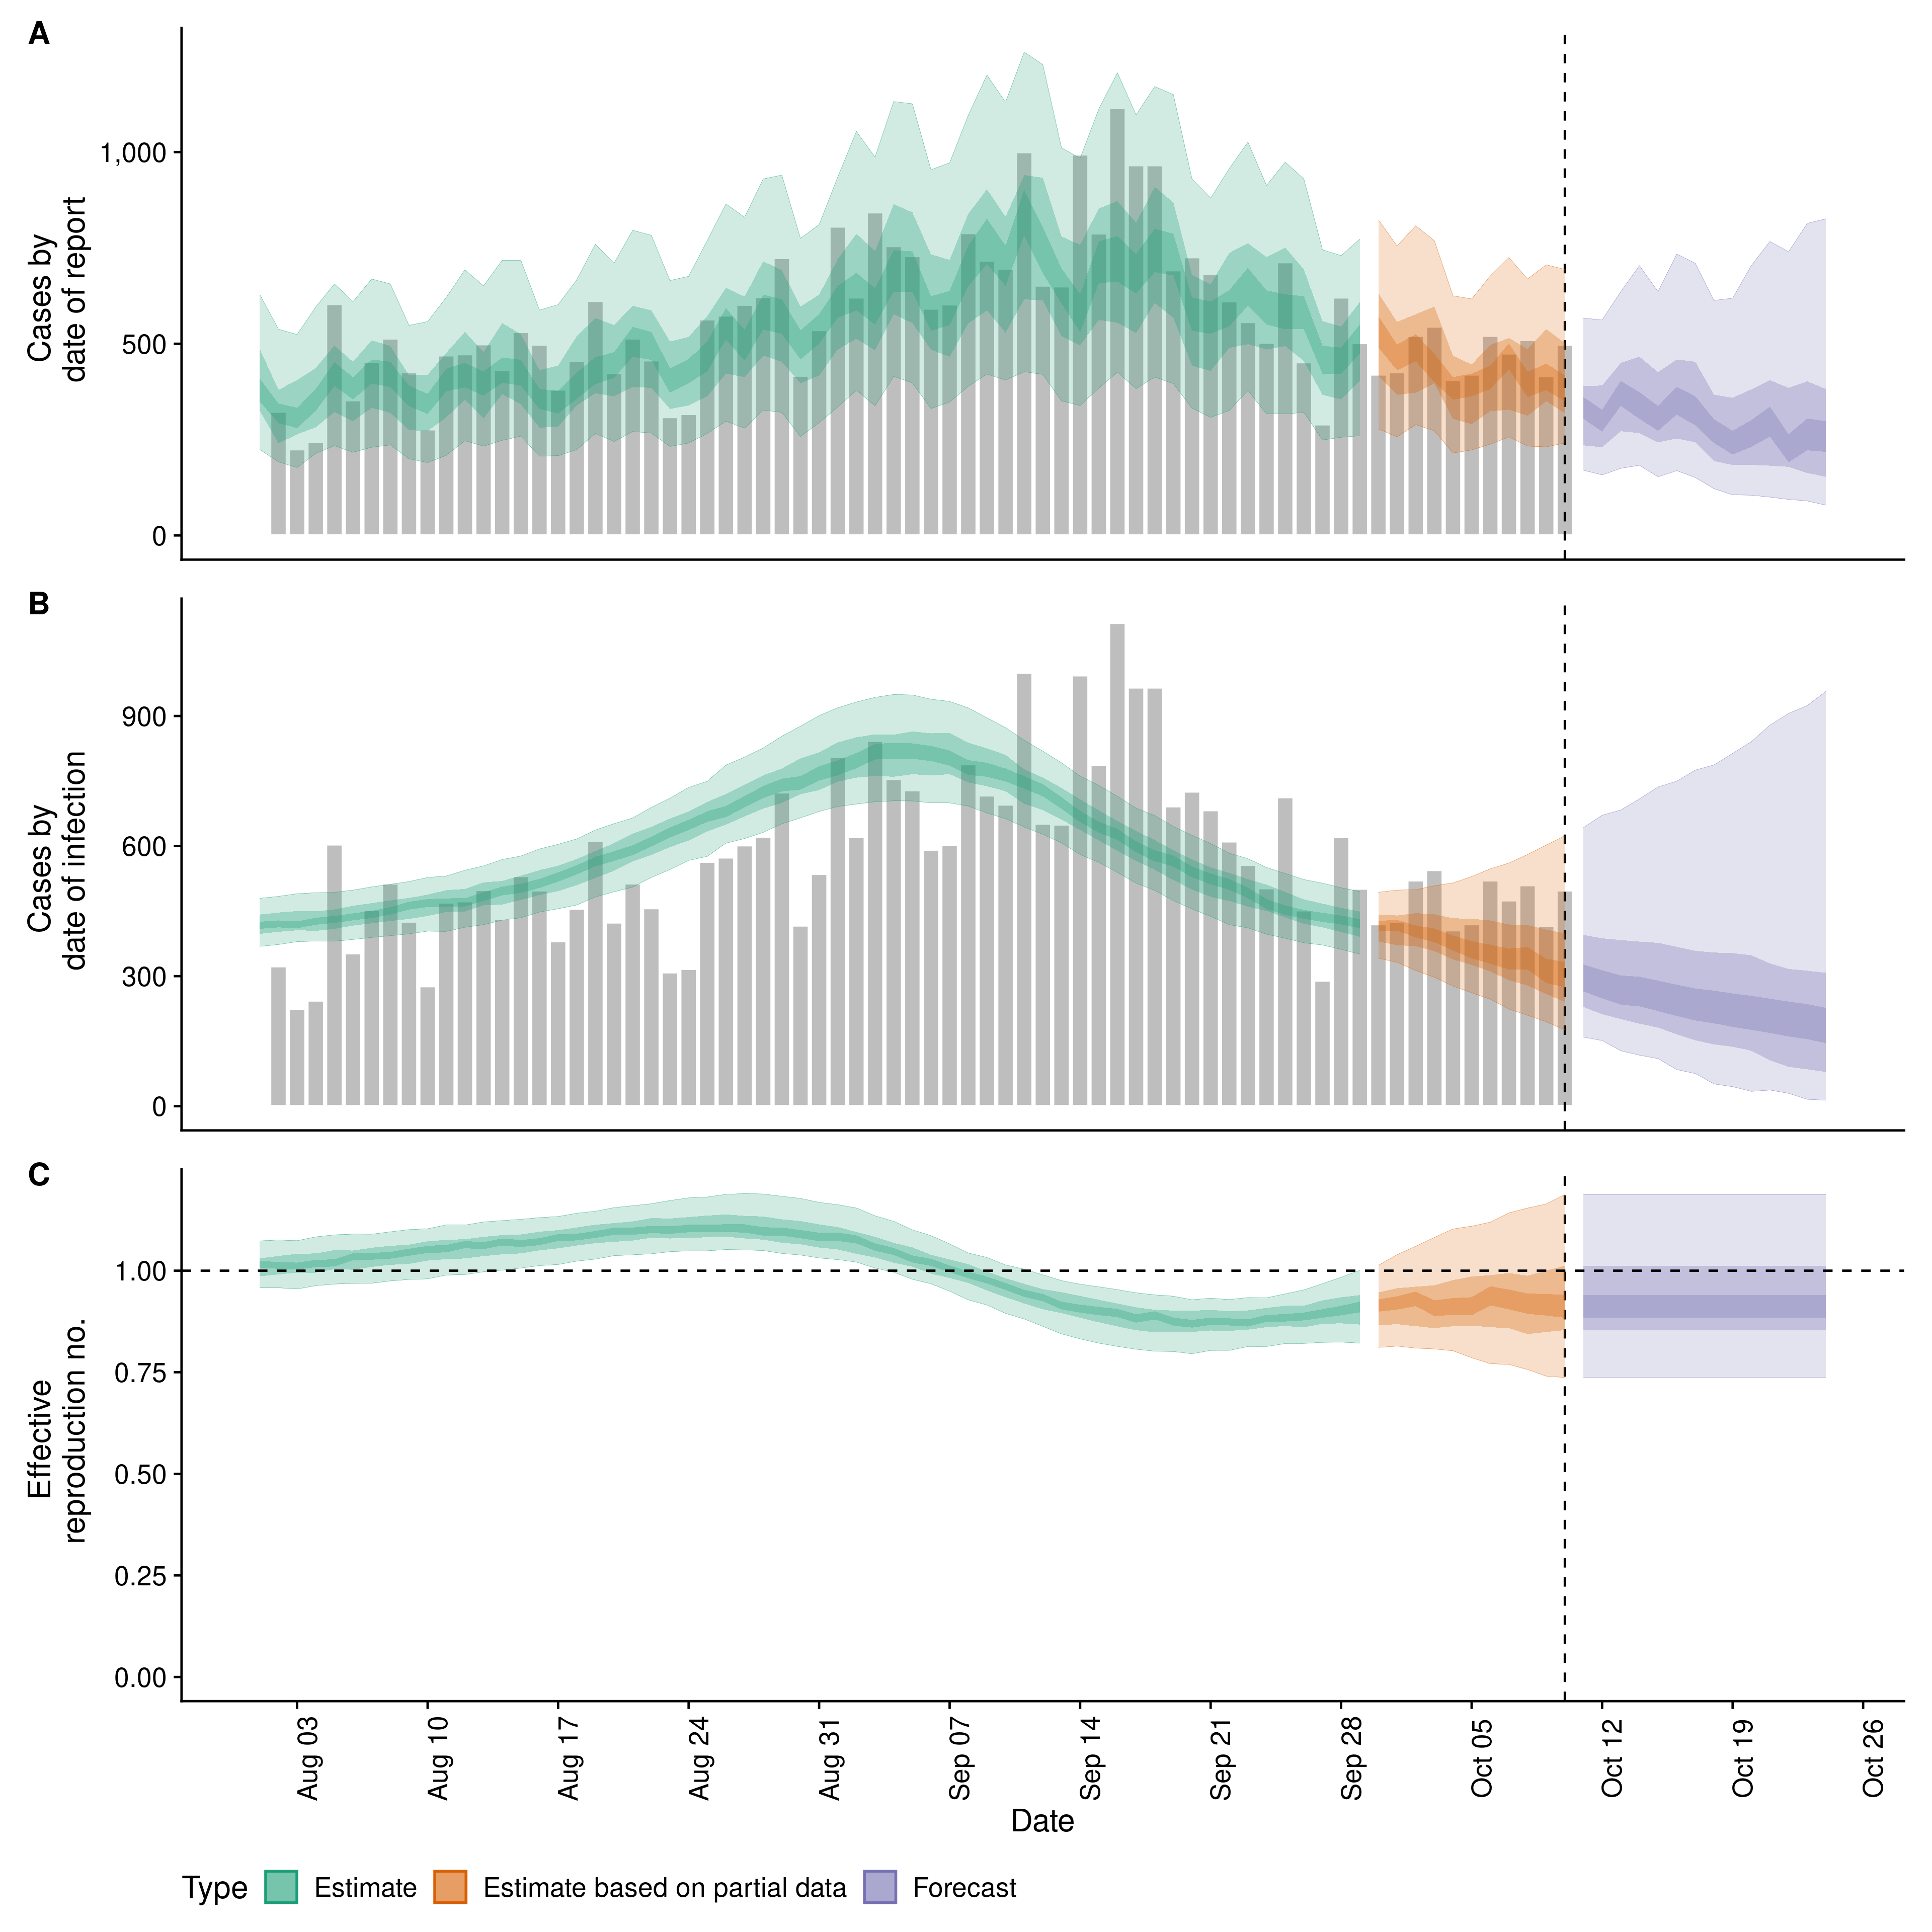 A
Cases by
date of report
1,000
500
0
B
Cases by
date of infection
900
600
300
0
C
Effective
reproduction no.
1.00
0.75
0.50
0.25
0.00
Aug 03
Aug 10
Aug 17
Aug 24
Aug 31
Sep 07
Sep 14
Sep 21
Sep 28
Oct 05
Oct 12
Oct 19
Oct 26
Date
Type Estimate Estimate based on partial data Forecast